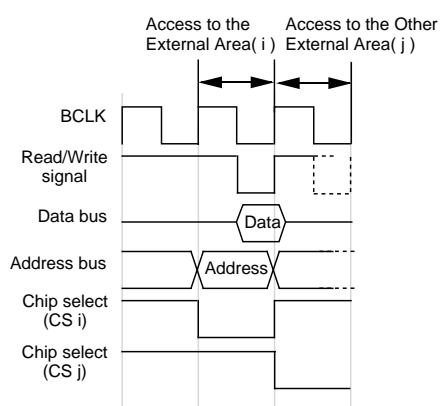 Access to the
External Area( i )
Access to the Other
External Area( j )
BCLK
Read/Write
signal
Data bus
Data
Address bus
Address
Chip select
(CS i)
Chip select
(CS j)